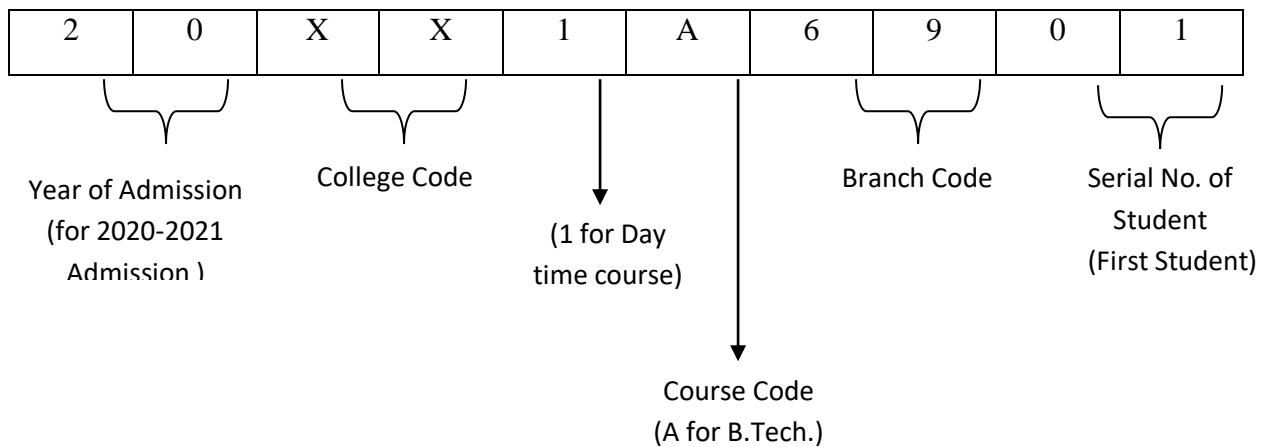 2 0 X X 1 A 6 9 0 1
Year of Admission
(for 2020-2021
Admission )
College Code
(1 for Day
time course)
Course Code
(A for B.Tech.)
Branch Code
Serial No. of
Student
(First Student)